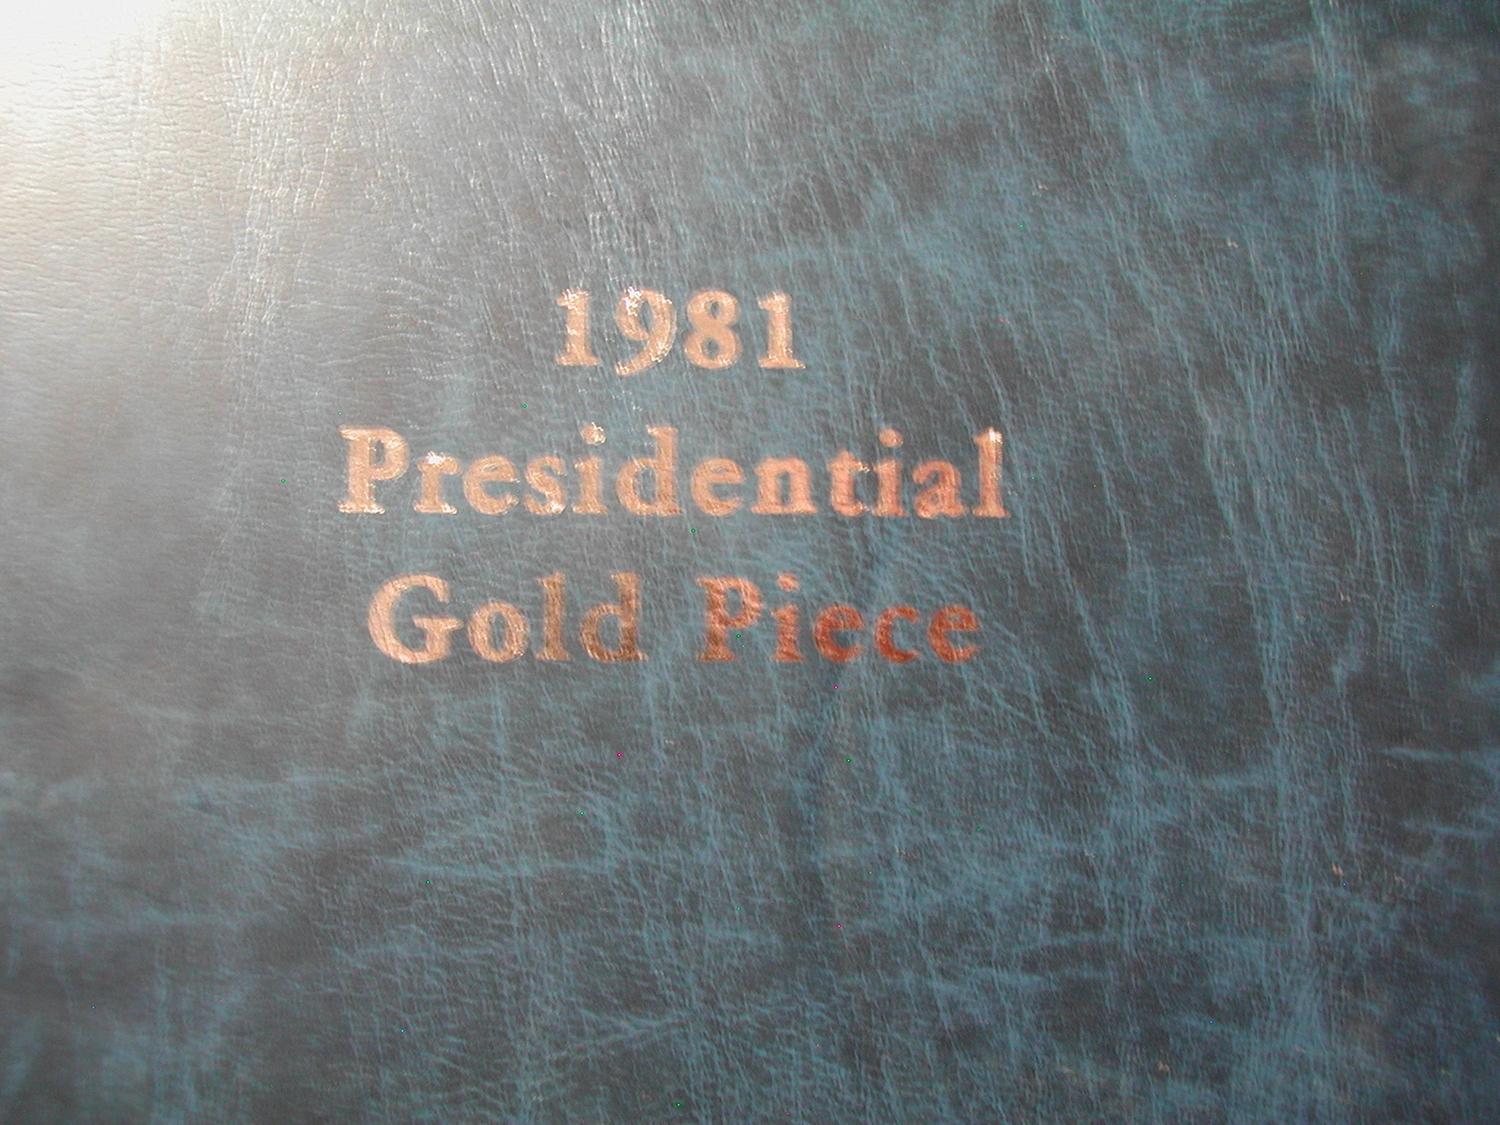 1981
Presidential
Gold Piece